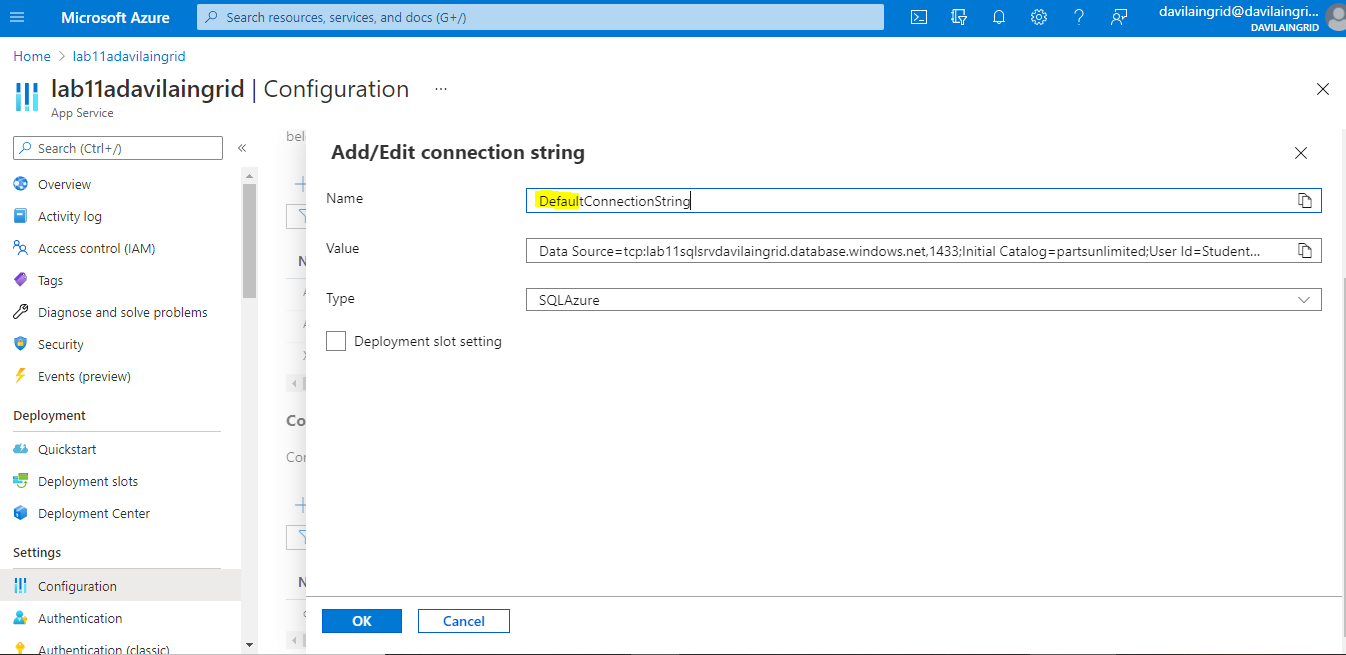 Microsoft Azure
Search resources, services, and docs (G+/)
davilaingrid@davilaingri...
DAVILAINGRID
Home > lab11adavilaingrid
lab11adavilaingrid | Configuration ...
App Service
Search (Ctrl+/)
«
Overview
Activity log
Access control (IAM)
Tags
Diagnose and solve problems
Security
Events (preview)
Deployment
Quickstart
Deployment slots
Deployment Center
Settings
Configuration
Authentication
Authentication (classic)
bel
N
Co
Con
N
Add/Edit connection string
Name
DefaultConnectionString
Value
Data Source=tcp:lab11sqlsrvdavilaingrid.database.windows.net,1433;Initial Catalog=partsunlimited;User Id=Student...
Type
SQLAzure
Deployment slot setting
OK
Cancel